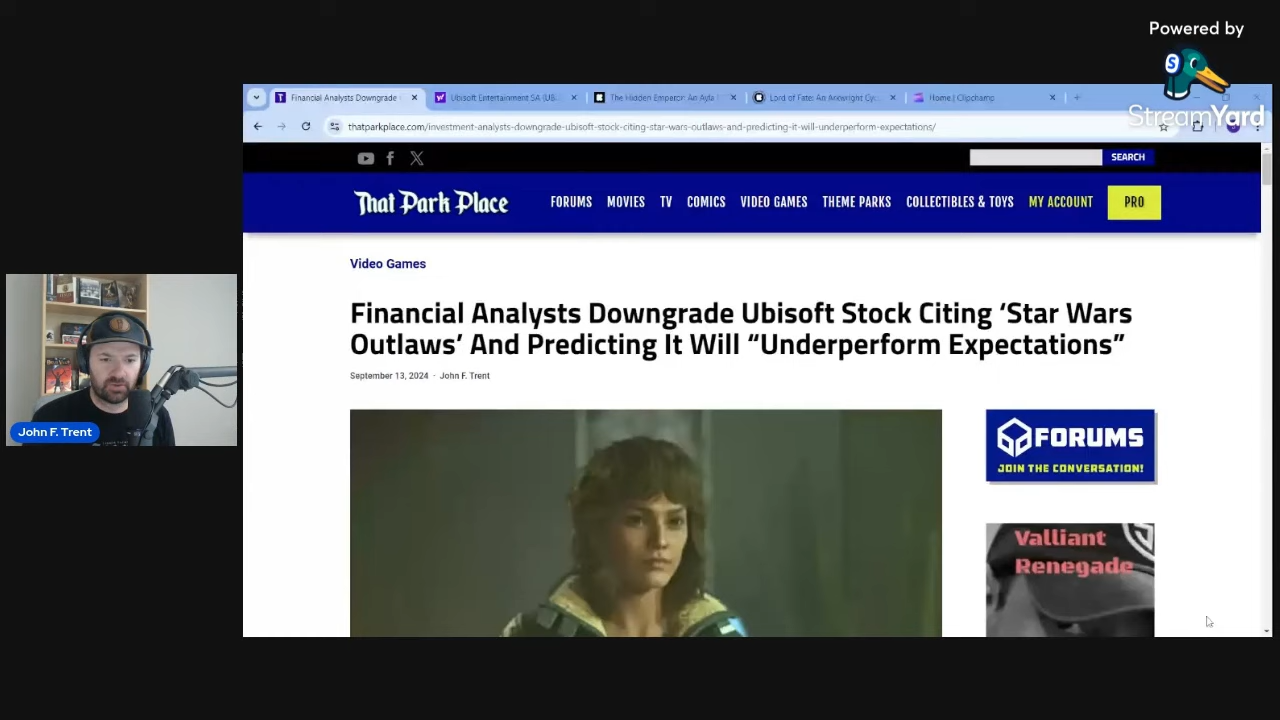 Powered by
StreamYard
Financial Analysts Downgrade
Ubisoft Entertainment SA (UB
The Hidden Emperor: An Ayla
Lord of Fate: An Arkwright Cyc
Home | Clipchamp
thatparkplace.com/investment-analysts-downgrade-ubisoft-stock-citing-star-wars-outlaws-and-predicting-it-will-underperform-expectations/
SEARCH
That Park Place
FORUMS MOVIES TV COMICS VIDEO GAMES THEME PARKS COLLECTIBLES & TOYS MY ACCOUNT PRO
Video Games
Financial Analysts Downgrade Ubisoft Stock Citing ‘Star Wars
Outlaws’ And Predicting It Will “Underperform Expectations”
September 13, 2024 - John F. Trent
FORUMS
JOIN THE CONVERSATION!
Valliant
Renegade
John F. Trent